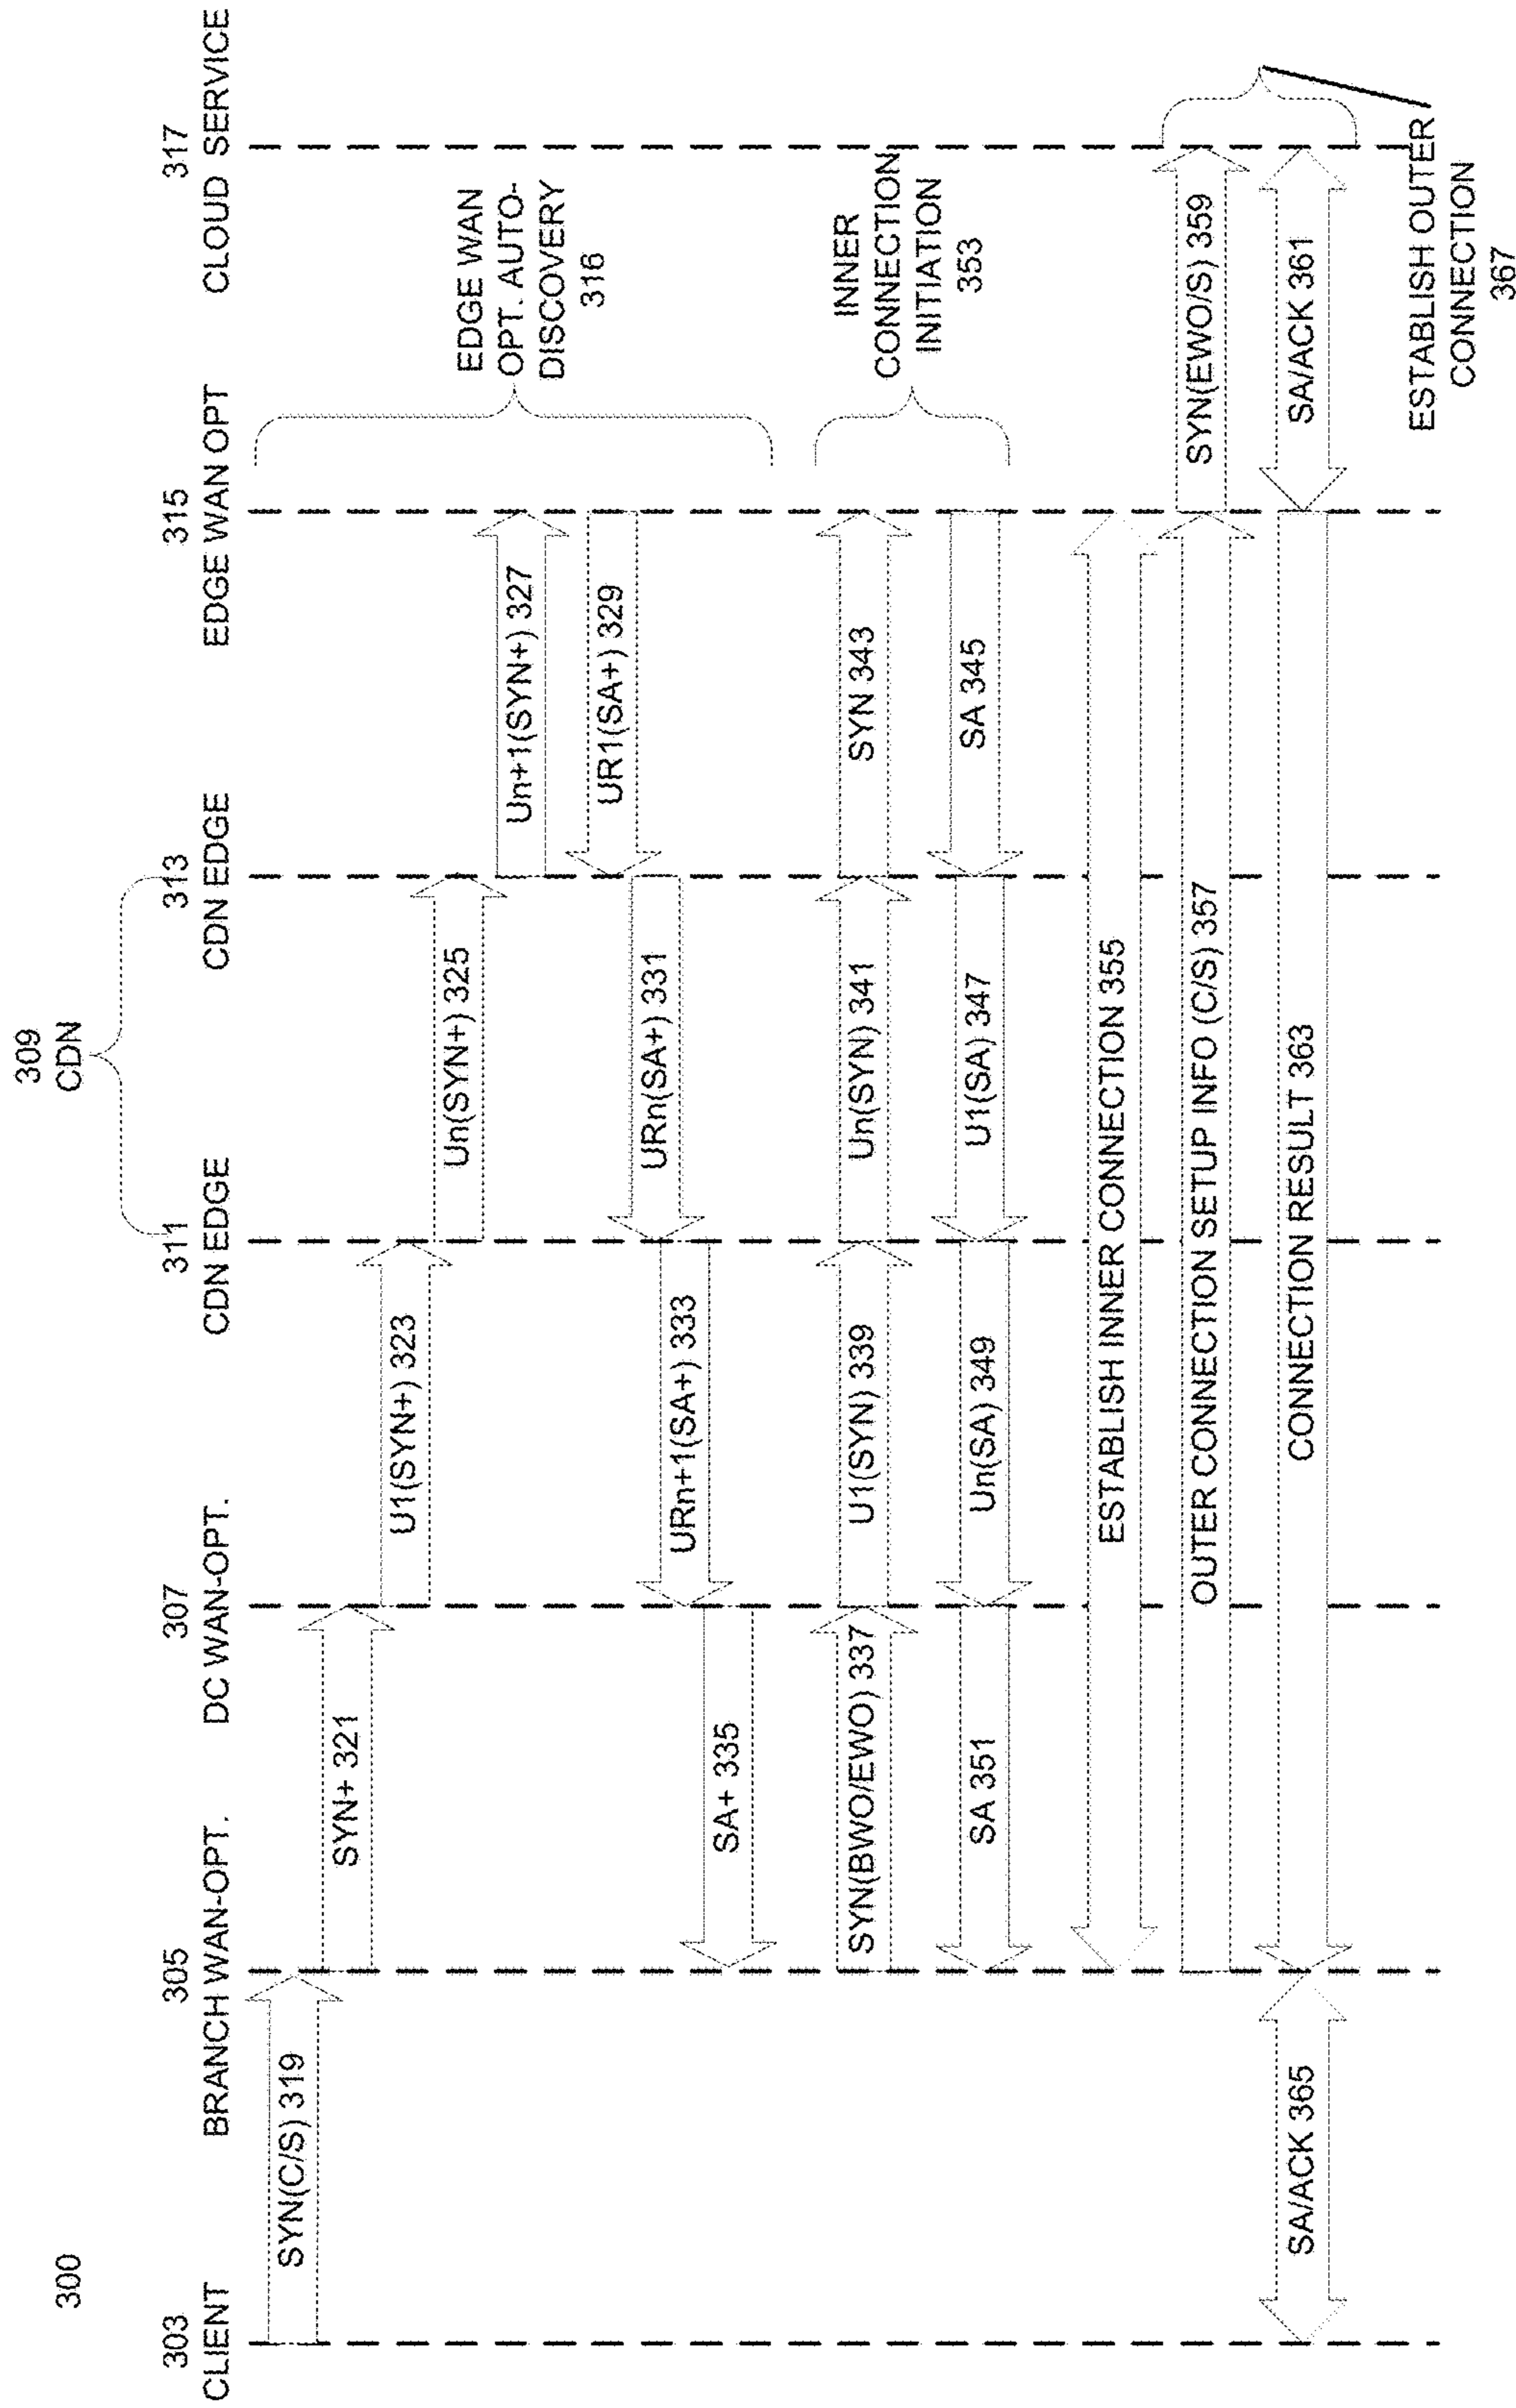 300
309
CDN
303
CLIENT
305
BRANCH WAN-OPT.
307
DC WAN-OPT.
311
CDN EDGE
313
CDN EDGE
315
EDGE WAN OPT
317
CLOUD SERVICE
SYN(C/S) 319
SYN+ 321
U1(SYN+) 323
Un(SYN+) 325
Un+1(SYN+) 327
UR1(SA+) 329
URn(SA+) 331
URn+1(SA+) 333
SA+ 335
EDGE WAN
OPT. AUTO-
DISCOVERY
316
SYN(BWO/EWO) 337
U1(SYN) 339
Un(SYN) 341
SYN 343
SA 345
U1(SA) 347
Un(SA) 349
SA 351
INNER
CONNECTION
INITIATION
353
ESTABLISH INNER CONNECTION 355
OUTER CONNECTION SETUP INFO (C/S) 357
SYN(EWO/S) 359
SA/ACK 361
CONNECTION RESULT 363
SA/ACK 365
ESTABLISH OUTER
CONNECTION
367